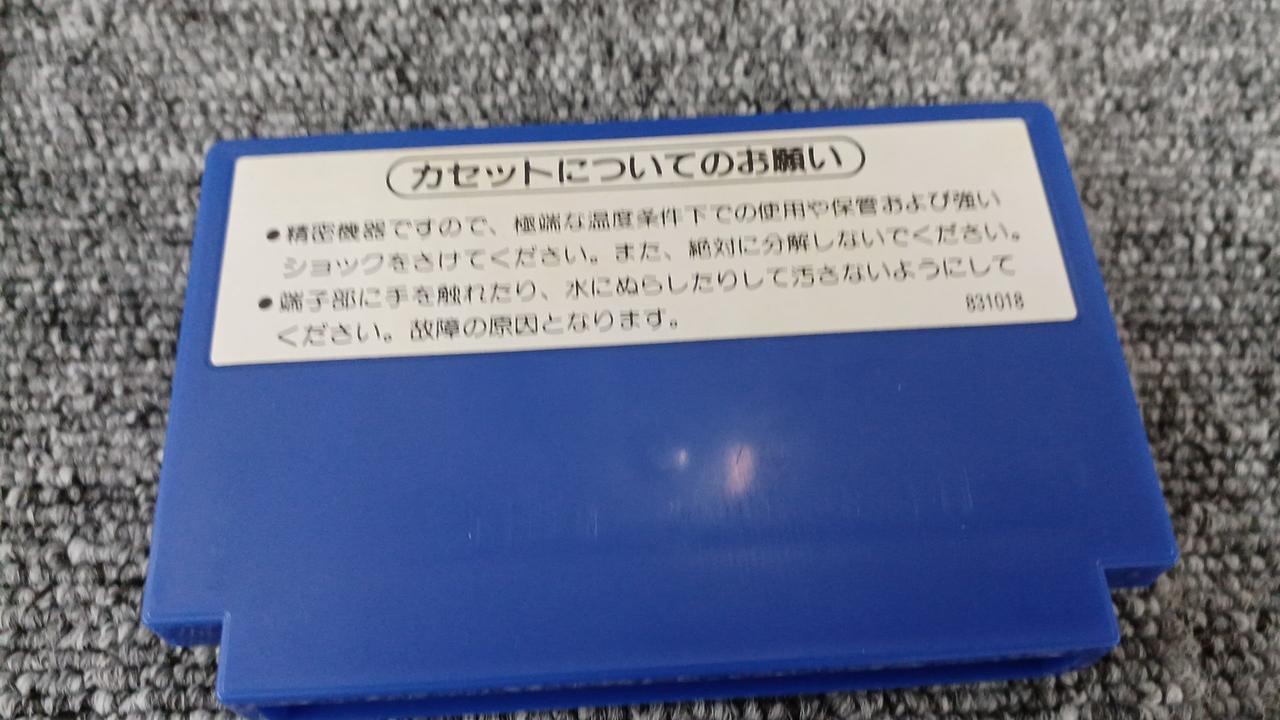 カセットについてのお願い
●精密機器ですので、極端な温度条件下での使用や保管および強い
ショックをさけてください。また、絶対に分解しないでください。
●端子部に手を触れたり、水にぬらしたりして汚さないようにして
ください。故障の原因となります。
831018